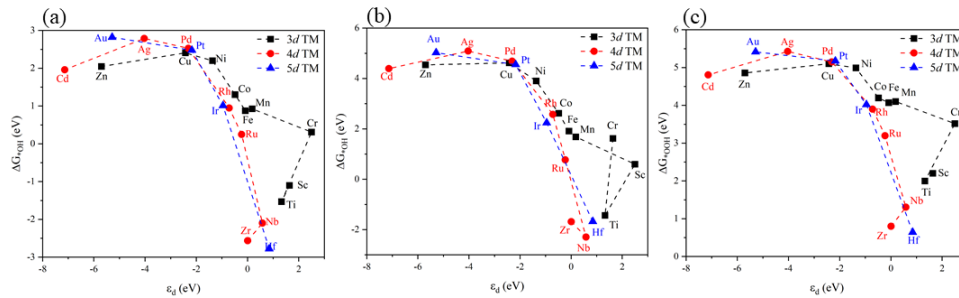 (a)
Au
Ag
Pd
Pt
Cd
Zn
Cu
Ni
3d TM
4d TM
5d TM
Rh
Co
Ir
Mn
Fe
Ru
Cr
Sc
Ti
Nb
Zr
Hf
3
2
1
0
-1
-2
-3
-8
-6
-4
-2
0
2
ΔG*OH (eV)
εd (eV)
(b)
Au
Ag
Pd
Pt
Cd
Zn
Cu
Ni
3d TM
4d TM
5d TM
Rh
Co
Ir
Fe
Mn
Cr
Ru
Sc
Ti
Zr
Hf
Nb
6
4
2
0
-2
-8
-6
-4
-2
0
2
ΔG*O (eV)
εd (eV)
(c)
Au
Ag
Pd
Pt
Cd
Zn
Cu
Ni
3d TM
4d TM
5d TM
Co Fe Mn
Ir
Rh
Cr
Ru
Sc
Ti
Nb
Zr
Hf
6
5
4
3
2
1
0
-8
-6
-4
-2
0
2
ΔG*OOH (eV)
εd (eV)